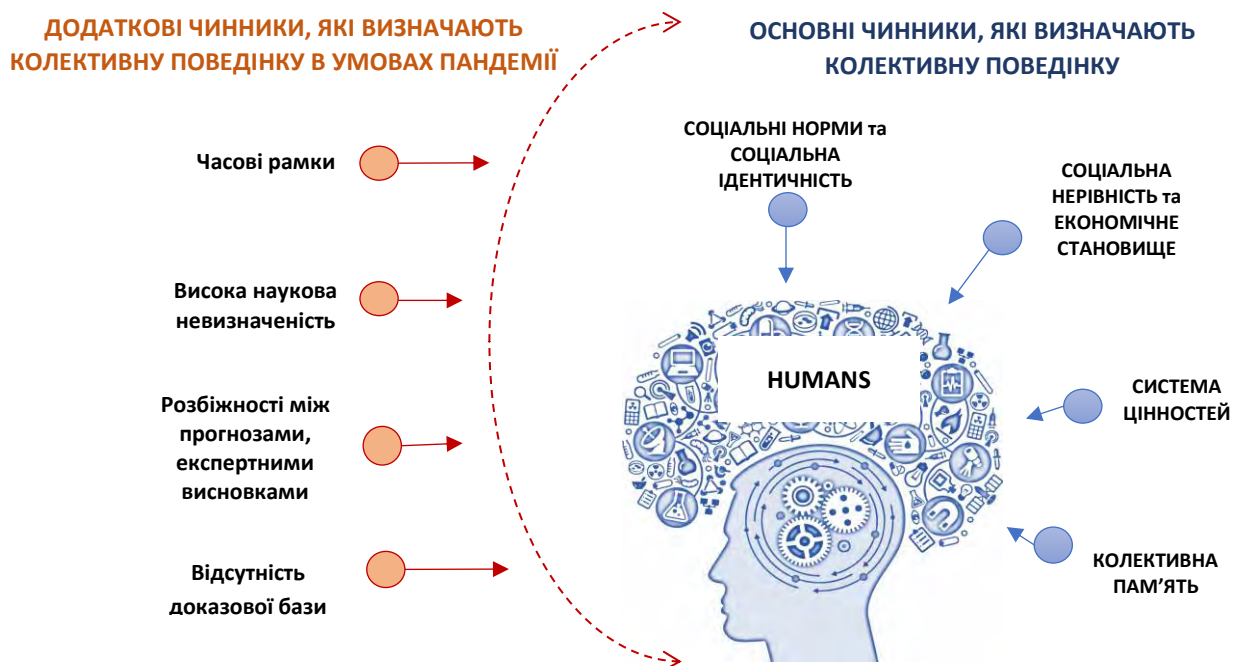 ДОДАТКОВІ ЧИННИКИ, ЯКІ ВИЗНАЧАЮТЬ
КОЛЕКТИВНУ ПОВЕДІНКУ В УМОВАХ ПАНДЕМІЇ
Часові рамки
Висока наукова
невизначеність
Розбіжності між
прогнозами,
експертними
висновками
Відсутність
доказової бази
ОСНОВНІ ЧИННИКИ, ЯКІ ВИЗНАЧАЮТЬ
КОЛЕКТИВНУ ПОВЕДІНКУ
СОЦІАЛЬНІ НОРМИ та
СОЦІАЛЬНА
ІДЕНТИЧНІСТЬ
СОЦІАЛЬНА
НЕРІВНІСТЬ та
ЕКОНОМІЧНЕ
СТАНОВИЩЕ
HUMANS
СИСТЕМА
ЦІННОСТЕЙ
КОЛЕКТИВНА
ПАМ’ЯТЬ